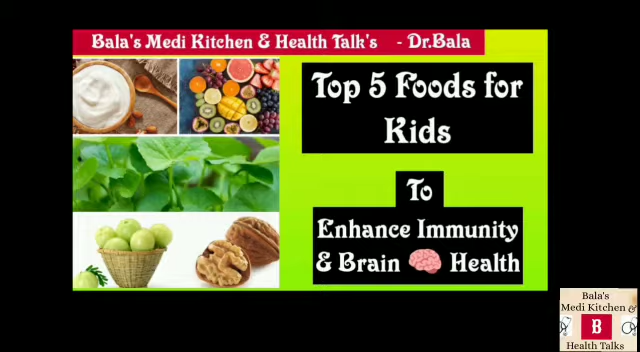 Bala's Medi Kitchen & Health Talk's - Dr.Bala
Top 5 Foods for
Kids
To
Enhance Immunity
& Brain 🧠 Health
Bala's
Medi Kitchen &
B
Health Talks